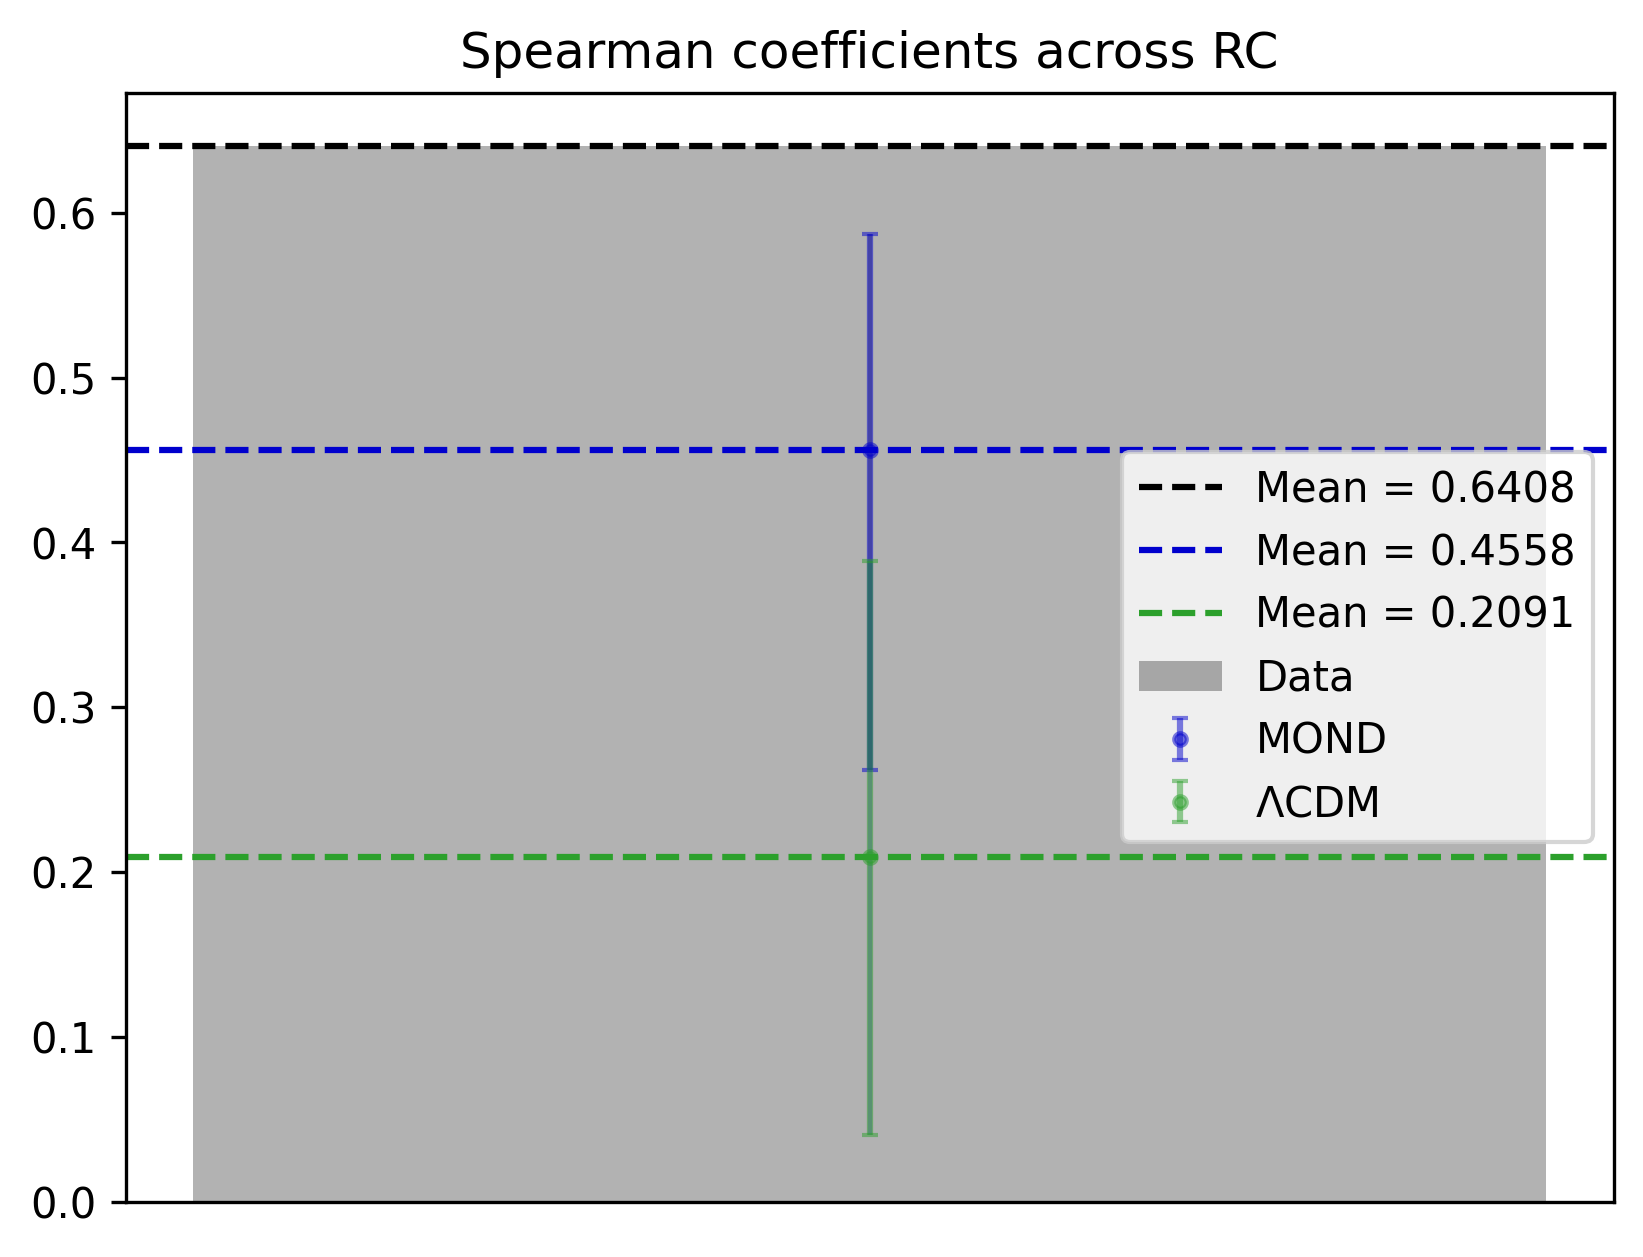 Spearman coefficients across RC
0.6
0.5
0.4
0.3
0.2
0.1
0.0
Mean = 0.6408
Mean = 0.4558
Mean = 0.2091
Data
MOND
ΛCDM